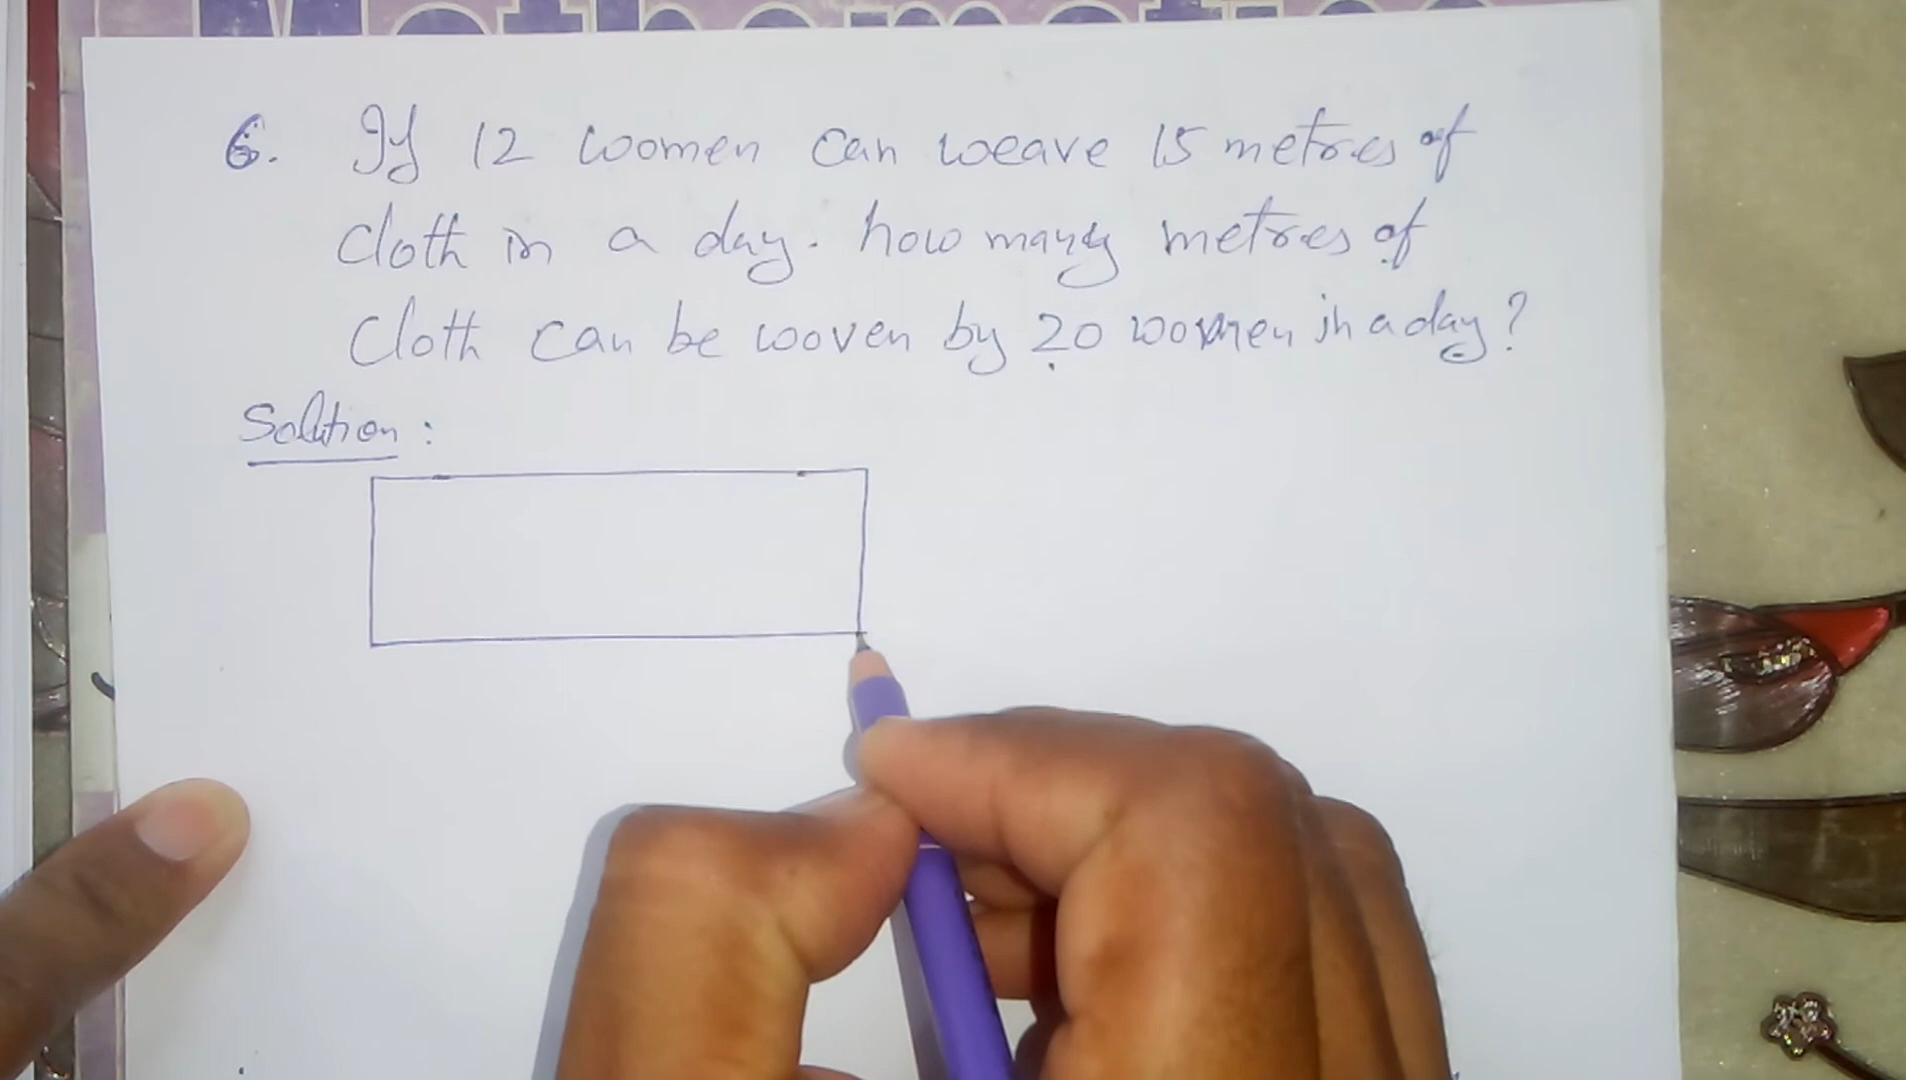 Mathematics
6. If 12 women can weave 15 metres of
cloth in a day. how many metres of
cloth can be woven by 20 women in a day?
Solution: